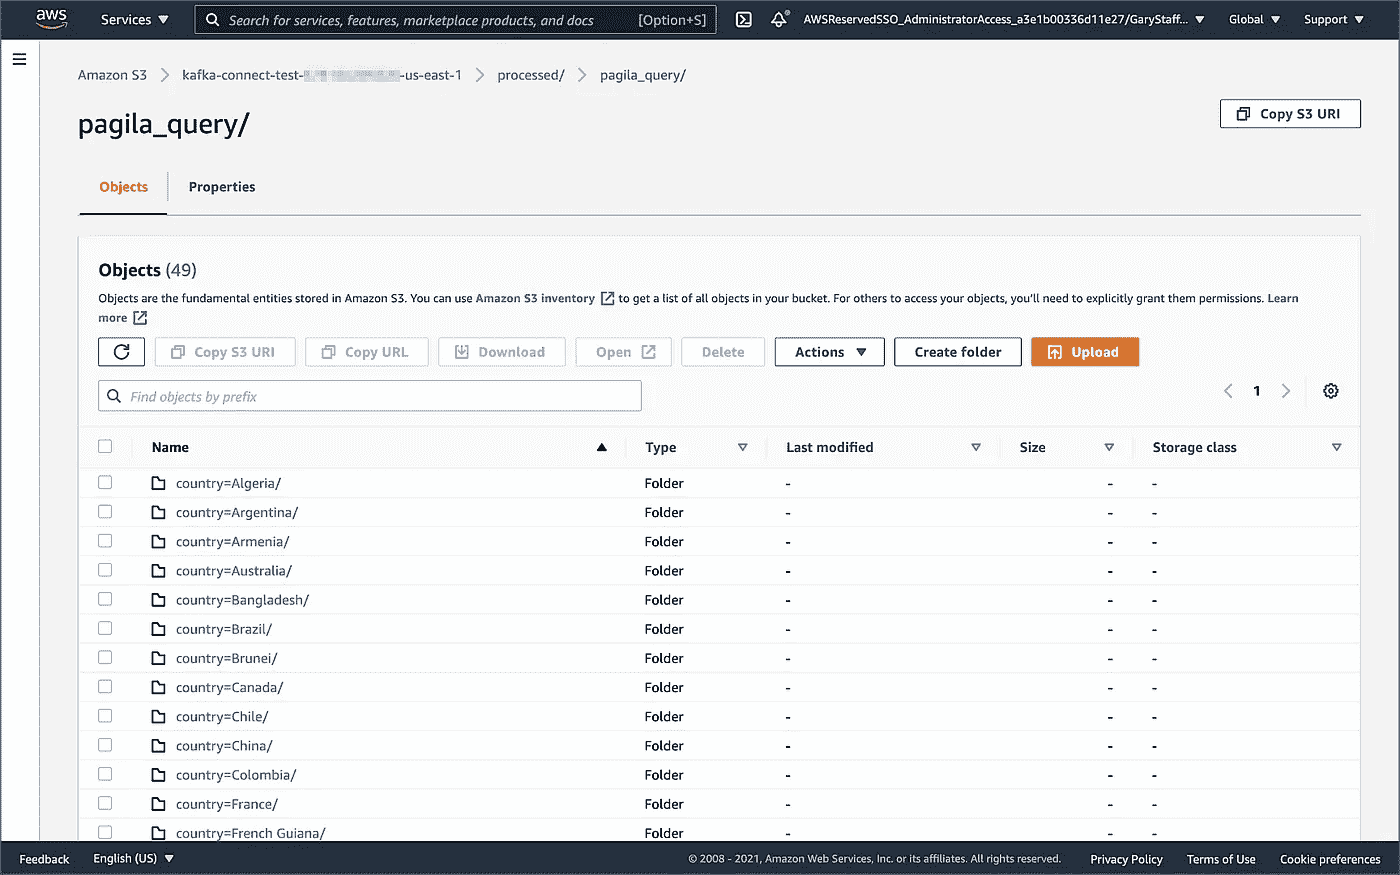 aws Services ▼ Search for services, features, marketplace products, and docs [Option+S] AWSReservedSSO_AdministratorAccess_a3e1b00336d11e27/GaryStaff... ▼ Global ▼ Support ▼
Amazon S3 > kafka-connect-test- -us-east-1 > processed/ > pagila_query/
pagila_query/
Copy S3 URI
Objects Properties
Objects (49)
Objects are the fundamental entities stored in Amazon S3. You can use Amazon S3 inventory to get a list of all objects in your bucket. For others to access your objects, you'll need to explicitly grant them permissions. Learn
more
Copy S3 URI Copy URL Download Open Delete Actions ▼ Create folder Upload
Find objects by prefix
< 1 >
Name ▲ Type ▽ Last modified ▽ Size ▽ Storage class ▽
country=Algeria/ Folder - - -
country=Argentina/ Folder - - -
country=Armenia/ Folder - - -
country=Australia/ Folder - - -
country=Bangladesh/ Folder - - -
country=Brazil/ Folder - - -
country=Brunei/ Folder - - -
country=Canada/ Folder - - -
country=Chile/ Folder - - -
country=China/ Folder - - -
country=Colombia/ Folder - - -
country=France/ Folder - - -
country=French Guiana/ Folder - - -
Feedback English (US) ▼ © 2008 - 2021, Amazon Web Services, Inc. or its affiliates. All rights reserved. Privacy Policy Terms of Use Cookie preferences